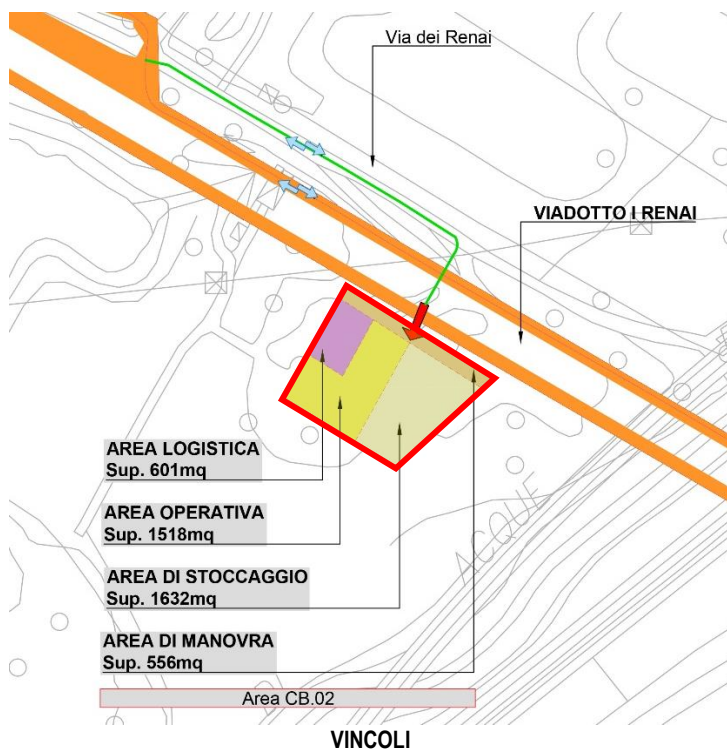 Via dei Renai
VIADOTTO I RENAI
AREA LOGISTICA
Sup. 601mq
AREA OPERATIVA
Sup. 1518mq
ACQUE
AREA DI STOCCAGGIO
Sup. 1632mq
AREA DI MANOVRA
Sup. 556mq
Area CB.02
VINCOLI